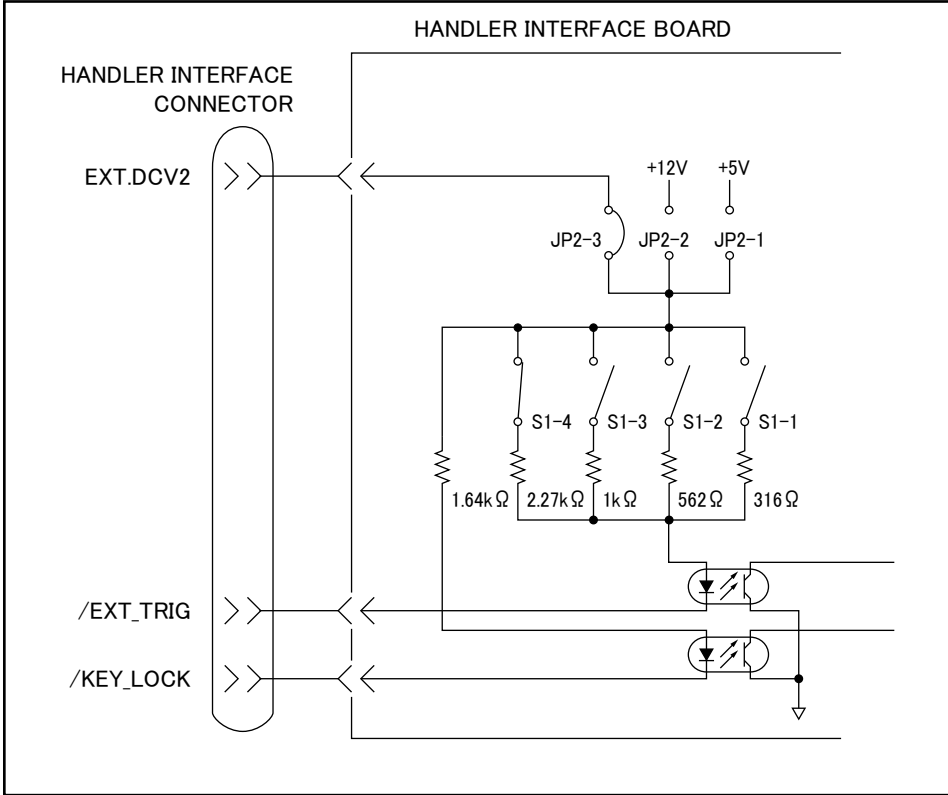 HANDLER INTERFACE BOARD
HANDLER INTERFACE
CONNECTOR
EXT.DCV2
+12V
+5V
JP2-3
JP2-2
JP2-1
S1-4
S1-3
S1-2
S1-1
1.64kΩ
2.27kΩ
1kΩ
562Ω
316Ω
/EXT_TRIG
/KEY_LOCK